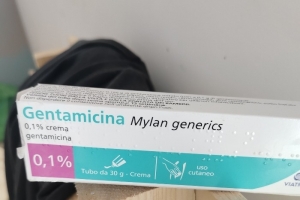 Gentamicina Mylan generics
0,1% crema
gentamicina
0,1%
Tubo da 30 g - Crema
USO
CUTANEO